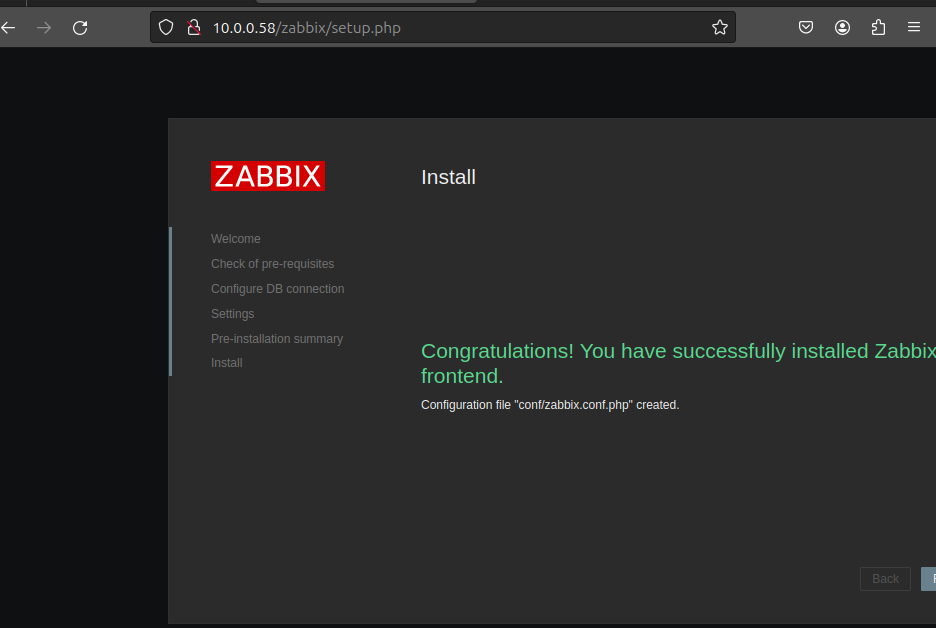 10.0.0.58/zabbix/setup.php
ZABBIX
Install
Welcome
Check of pre-requisites
Configure DB connection
Settings
Pre-installation summary
Install
Congratulations! You have successfully installed Zabbix
frontend.
Configuration file "conf/zabbix.conf.php" created.
Back